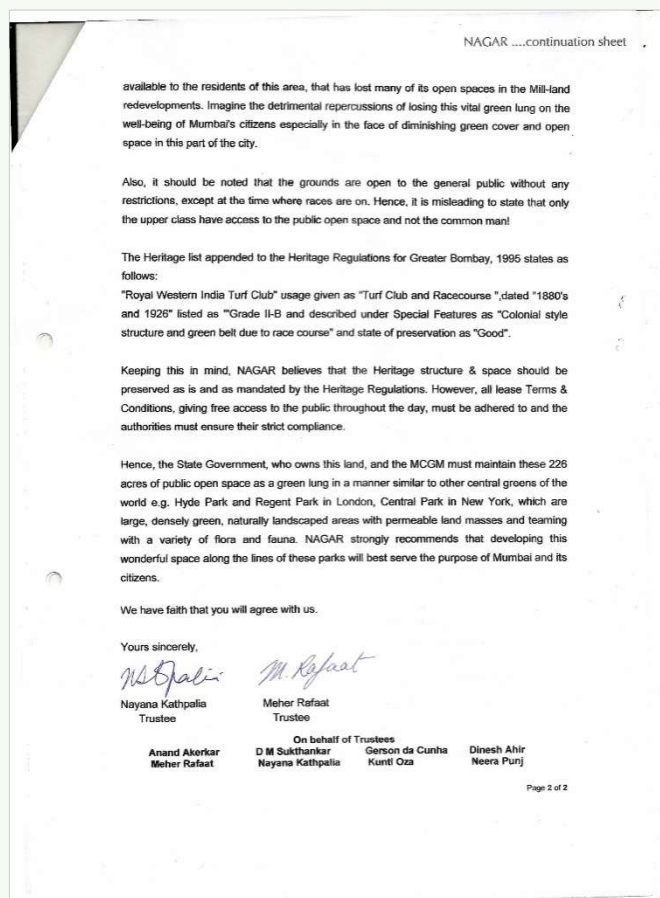 NAGAR ....continuation sheet
available to the residents of this area, that has lost many of its open spaces in the Mill-land
redevelopments. Imagine the detrimental repercussions of losing this vital green lung on the
well-being of Mumbai's citizens especially in the face of diminishing green cover and open
space in this part of the city.
Also, it should be noted that the grounds are open to the general public without any
restrictions, except at the time where races are on. Hence, it is misleading to state that only
the upper class have access to the public open space and not the common man!
The Heritage list appended to the Heritage Regulations for Greater Bombay, 1995 states as
follows:
"Royal Western India Turf Club" usage given as "Turf Club and Racecourse ",dated "1880's
and 1926" listed as '"Grade II-B and described under Special Features as "Colonial style
structure and green belt due to race course" and state of preservation as "Good".
Keeping this in mind, NAGAR believes that the Heritage structure & space should be
preserved as is and as mandated by the Heritage Regulations. However, all lease Terms &
Conditions, giving free access to the public throughout the day, must be adhered to and the
authorities must ensure their strict compliance.
Hence, the State Government, who owns this land, and the MCGM must maintain these 226
acres of public open space as a green lung in a manner similar to other central greens of the
world e.g. Hyde Park and Regent Park in London, Central Park in New York, which are
large, densely green, naturally landscaped areas with permeable land masses and teaming
with a variety of flora and fauna. NAGAR strongly recommends that developing this
wonderful space along the lines of these parks will best serve the purpose of Mumbai and its
citizens.
We have faith that you will agree with us.
Yours sincerely,
M. Rafaat
Nayana Kathpalia Meher Rafaat
Trustee Trustee
On behalf of Trustees
Anand Akerkar D M Sukthankar Gerson da Cunha Dinesh Ahir
Meher Rafaat Nayana Kathpalia Kunti Oza Neera Punj
Page 2 of 2